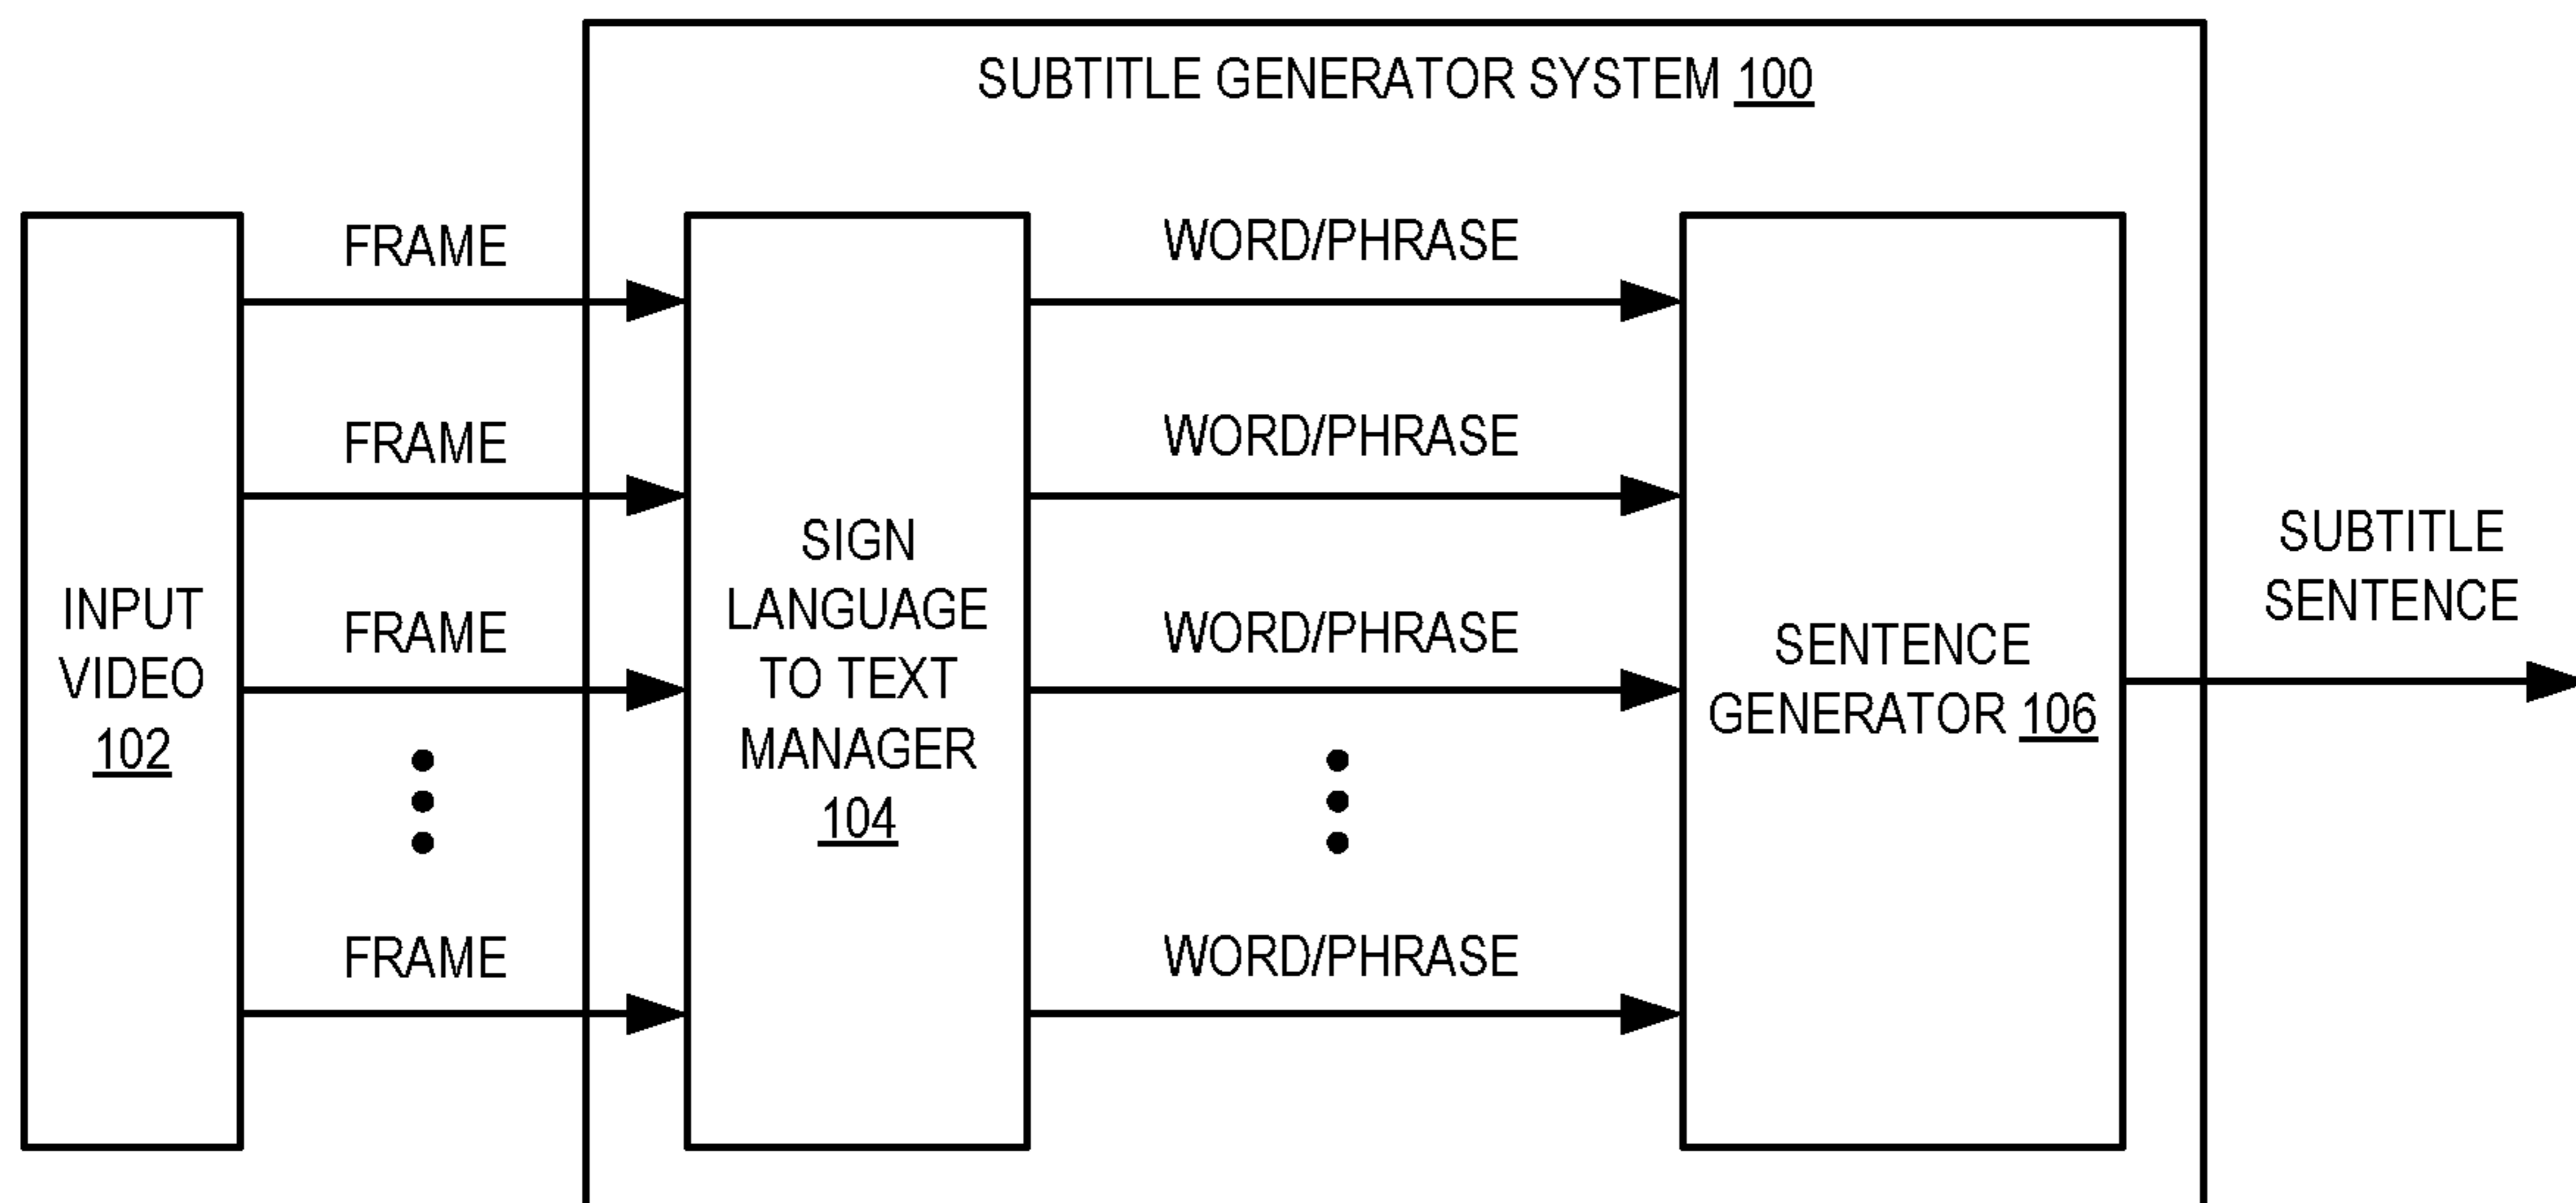 SUBTITLE GENERATOR SYSTEM 100
FRAME
WORD/PHRASE
FRAME
WORD/PHRASE
FRAME
WORD/PHRASE
FRAME
WORD/PHRASE
INPUT
VIDEO
102
SIGN
LANGUAGE
TO TEXT
MANAGER
104
SENTENCE
GENERATOR 106
SUBTITLE
SENTENCE